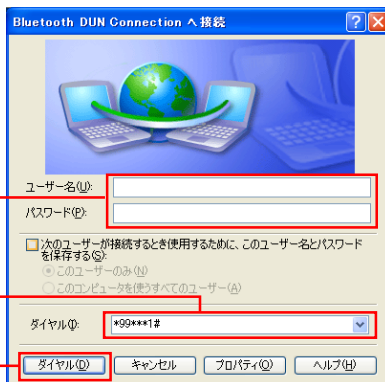 Bluetooth DUN Connection へ接続
ユーザー名(U):
パスワード(P):
次のユーザーが接続するとき使用するために、このユーザー名とパスワード
を保存する(S):
このユーザーのみ(N)
このコンピュータを使うすべてのユーザー(A)
ダイヤル(I): *99***1#
ダイヤル(D) キャンセル プロパティ(O) ヘルプ(H)